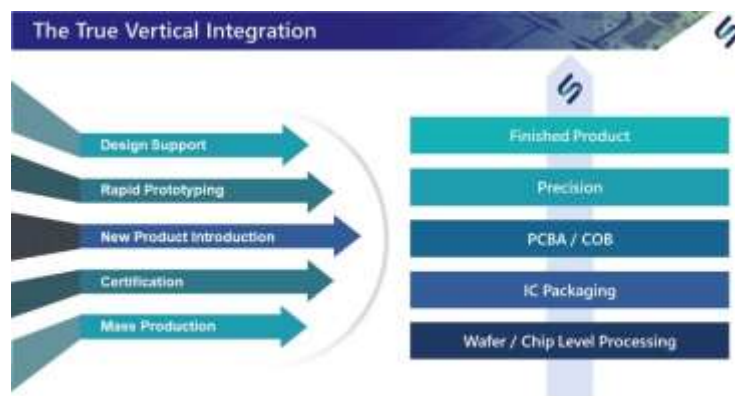 The True Vertical Integration
Design Support
Rapid Prototyping
New Product Introduction
Certification
Mass Production
Finished Product
Precision
PCBA / COB
IC Packaging
Wafer / Chip Level Processing